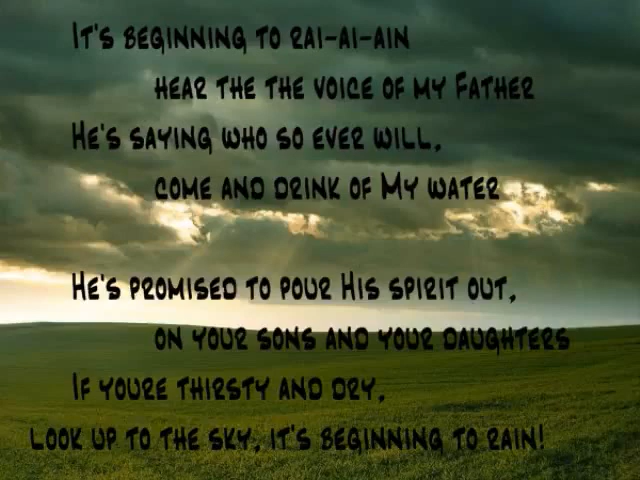 It's beginning to rai-ai-ain
hear the the voice of my Father
He's saying who so ever will,
come and drink of My water
He's promised to pour His spirit out,
on your sons and your daughters
If youre thirsty and dry,
look up to the sky, it's beginning to rain!